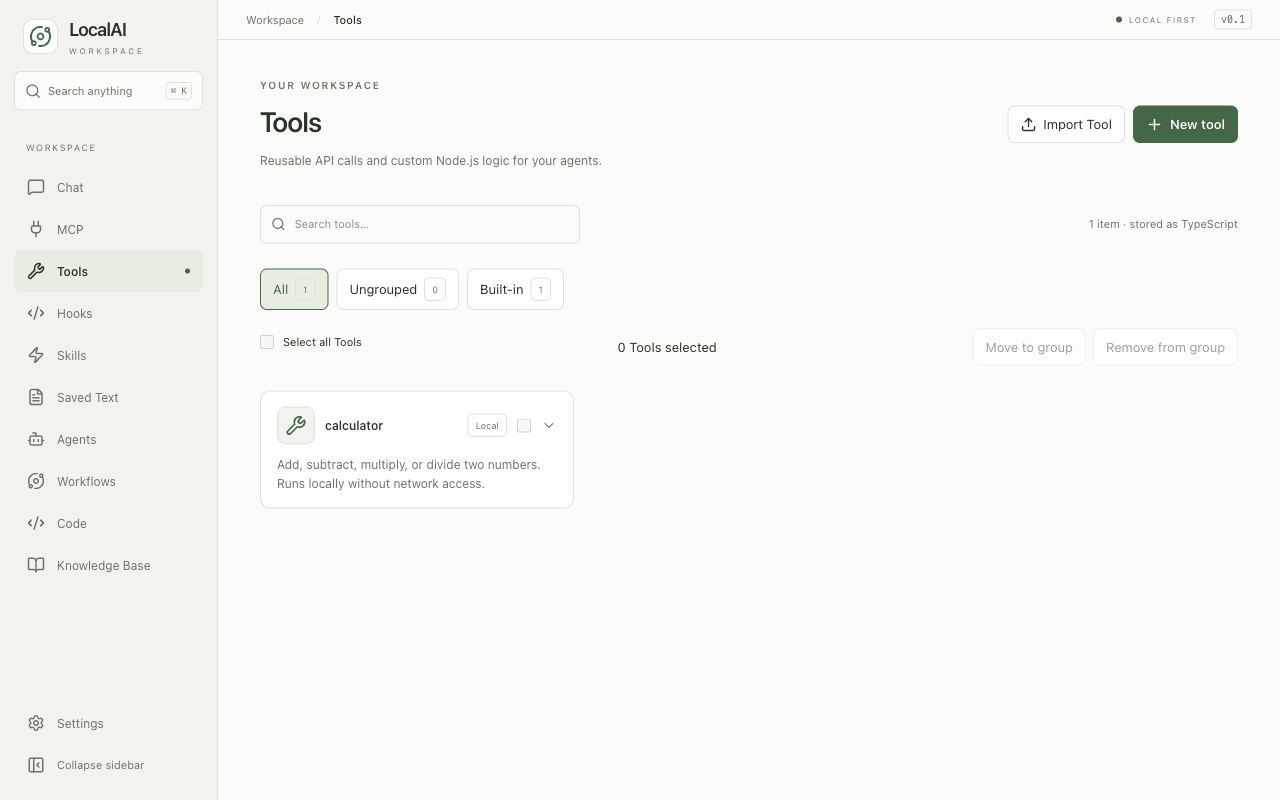 LocalAI
WORKSPACE
Search anything
⌘ K
WORKSPACE
Chat
MCP
Tools
Hooks
Skills
Saved Text
Agents
Workflows
Code
Knowledge Base
Settings
Collapse sidebar
Workspace / Tools
LOCAL FIRST
v0.1
YOUR WORKSPACE
Tools
Import Tool
New tool
Reusable API calls and custom Node.js logic for your agents.
Search tools...
1 item · stored as TypeScript
All 1
Ungrouped 0
Built-in 1
Select all Tools
0 Tools selected
Move to group
Remove from group
calculator
Local
Add, subtract, multiply, or divide two numbers.
Runs locally without network access.